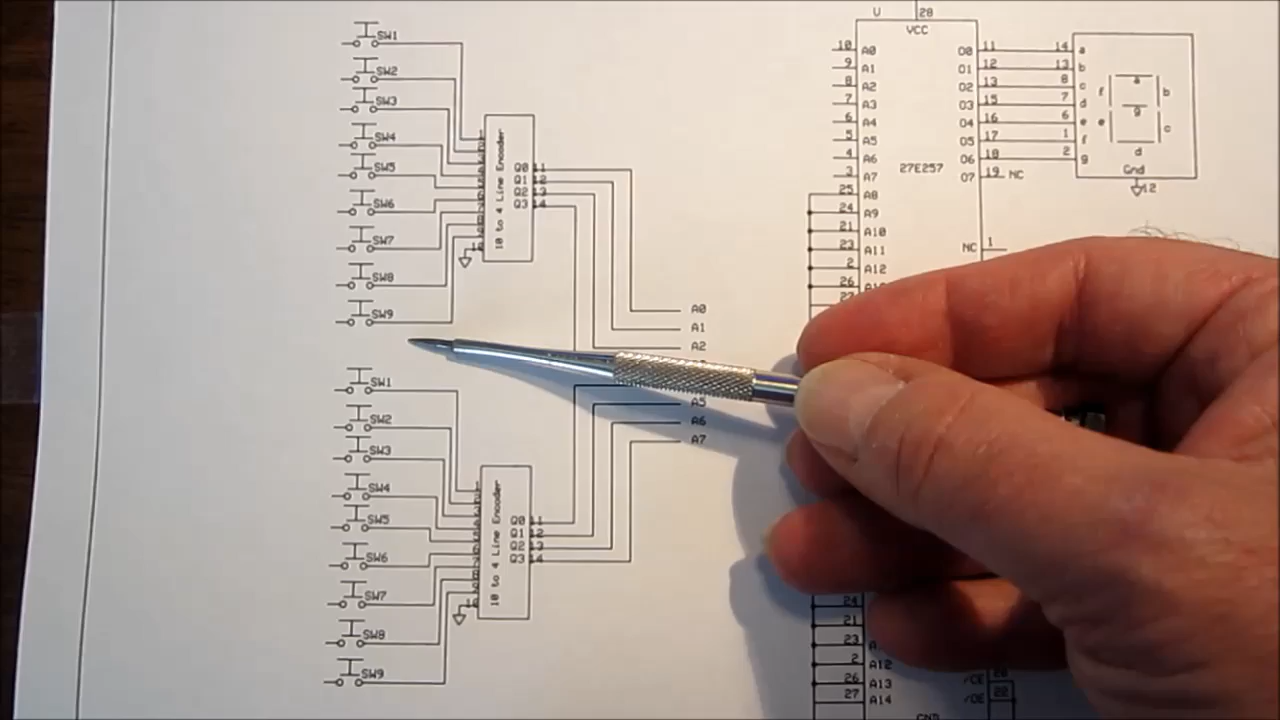 SW1
SW2
SW3
SW4
SW5
SW6
SW7
SW8
SW9
10 to 4 Line Encoder
Q0 11
Q1 12
Q2 13
Q3 14
A0
A1
A2
SW1
SW2
SW3
SW4
SW5
SW6
SW7
SW8
SW9
10 to 4 Line Encoder
Q0 11
Q1 12
Q2 13
Q3 14
A5
A6
A7
U 28
VCC
10 A0
9 A1
8 A2
7 A3
6 A4
5 A5
4 A6
3 A7
25 A8
24 A9
21 A10
23 A11
2 A12
26
27E257
O0 11 14 a
O1 12 13 b
O2 13 8 c
O3 15 7 d
O4 16 6 e
O5 17 1 f
O6 18 2 g
O7 19 NC
NC 1
a
f b
g
e c
d
Gnd
12
24
21
23 A
2 A12
26 A13
27 A14
/CE 20
/OE 22